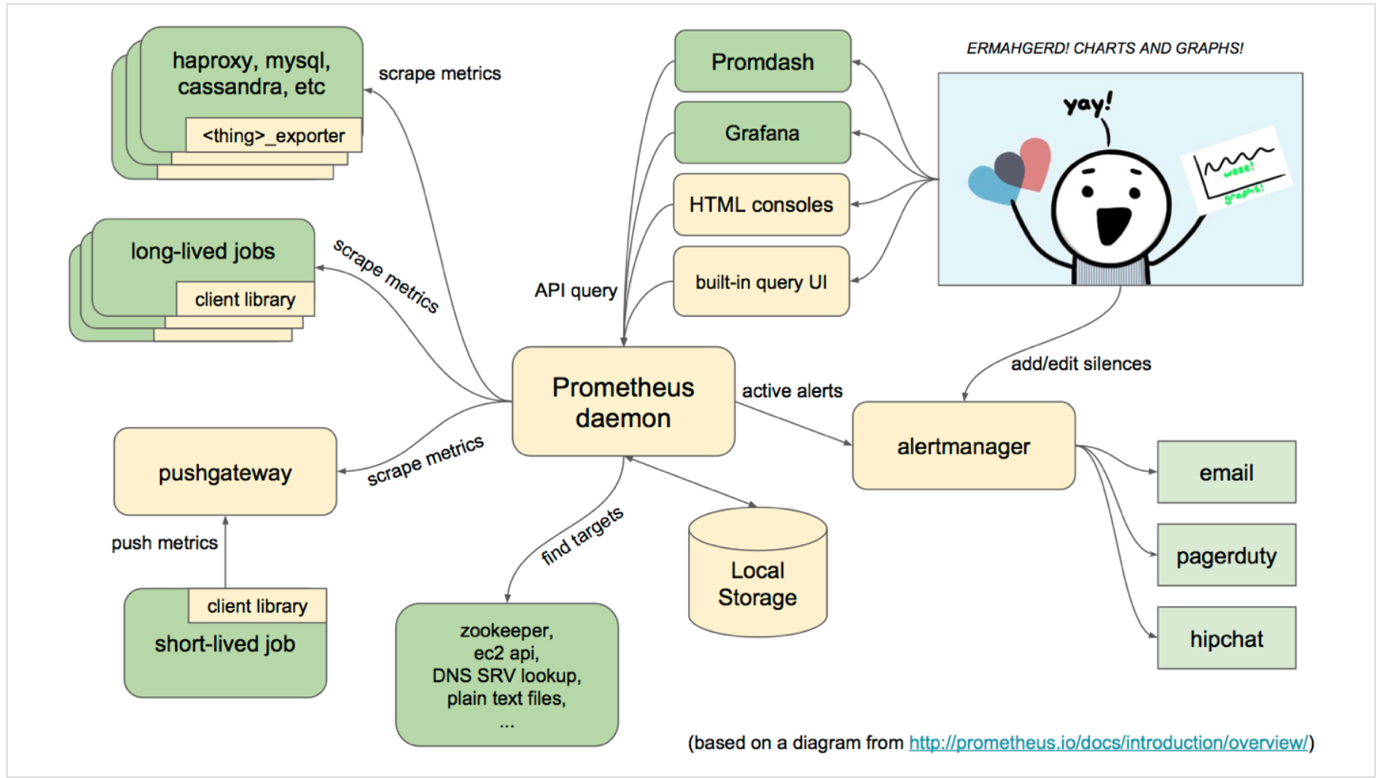 haproxy, mysql,
cassandra, etc
<thing>_exporter
scrape metrics
long-lived jobs
client library
scrape metrics
pushgateway
scrape metrics
push metrics
client library
short-lived job
Promdash
Grafana
HTML consoles
built-in query UI
API query
Prometheus
daemon
find targets
zookeeper,
ec2 api,
DNS SRV lookup,
plain text files,
...
Local
Storage
active alerts
ERMAHGERD! CHARTS AND GRAPHS!
yay!
weee!
graphs!
add/edit silences
alertmanager
email
pagerduty
hipchat
(based on a diagram from http://prometheus.io/docs/introduction/overview/)